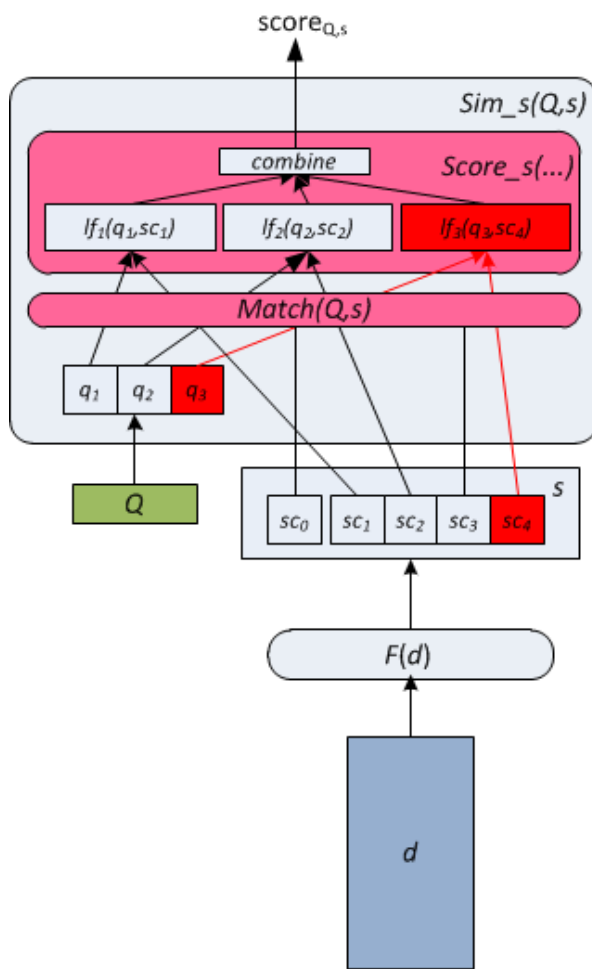 score_Q,s
Sim_s(Q,s)
combine
Score_s(...)
lf₁(q₁,sc₁)
lf₂(q₂,sc₂)
lf₃(q₃,sc₄)
Match(Q,s)
q₁
q₂
q₃
Q
s
sc₀
sc₁
sc₂
sc₃
sc₄
F(d)
d